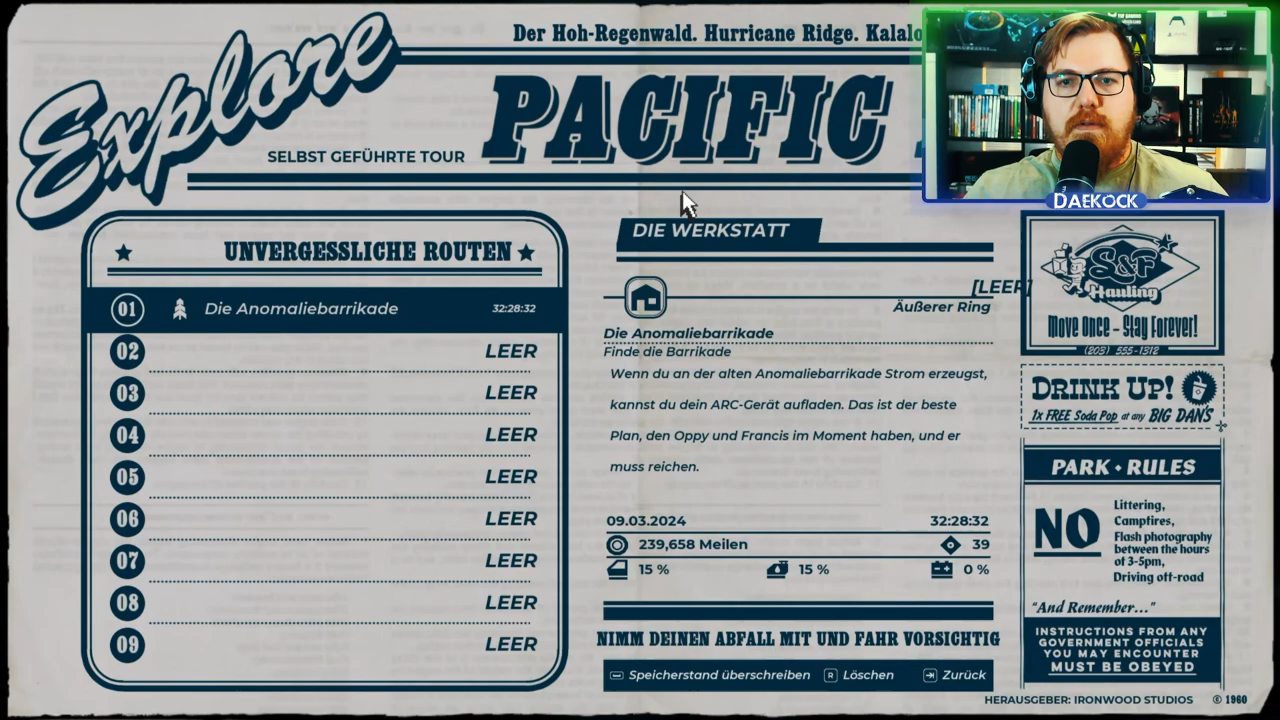 Der Hoh-Regenwald. Hurricane Ridge. Kalalo
Explore
PACIFIC
SELBST GEFÜHRTE TOUR
DAEKOCK
UNVERGESSLICHE ROUTEN
01 Die Anomaliebarrikade 32:28:32
02 LEER
03 LEER
04 LEER
05 LEER
06 LEER
07 LEER
08 LEER
09 LEER
DIE WERKSTATT
[LEER]
Äußerer Ring
Die Anomaliebarrikade
Finde die Barrikade
Wenn du an der alten Anomaliebarrikade Strom erzeugst,
kannst du dein ARC-Gerät aufladen. Das ist der beste
Plan, den Oppy und Francis im Moment haben, und er
muss reichen.
09.03.2024 32:28:32
239,658 Meilen 39
15 % 15 % 0 %
NIMM DEINEN ABFALL MIT UND FAHR VORSICHTIG
Speicherstand überschreiben R Löschen Zurück
S&F
Hauling
Move Once - Stay Forever!
(203) 555-1312
DRINK UP!
1x FREE Soda Pop at any BIG DAN'S
PARK • RULES
NO
Littering,
Campfires,
Flash photography
between the hours
of 3-5pm,
Driving off-road
"And Remember..."
INSTRUCTIONS FROM ANY
GOVERNMENT OFFICIALS
YOU MAY ENCOUNTER
MUST BE OBEYED
HERAUSGEBER: IRONWOOD STUDIOS © 1960